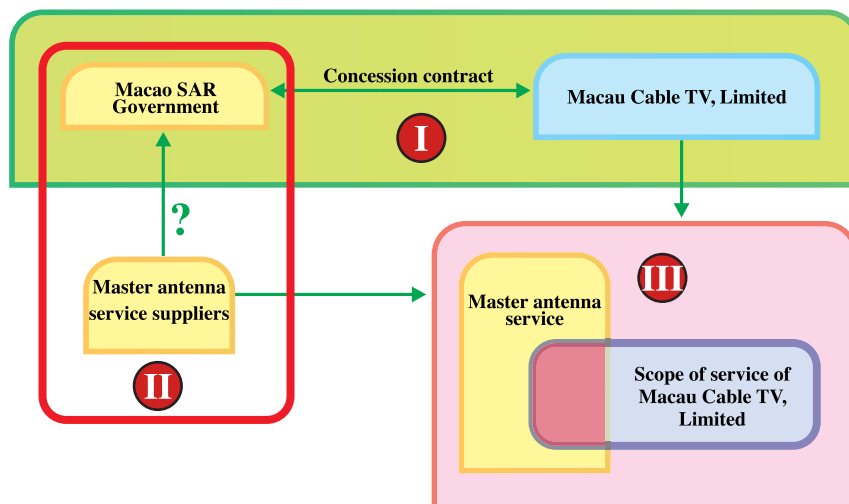 Macao SAR
Government
Concession contract
Macau Cable TV, Limited
I
?
Master antenna
service suppliers
II
III
Master antenna
service
Scope of service of
Macau Cable TV,
Limited